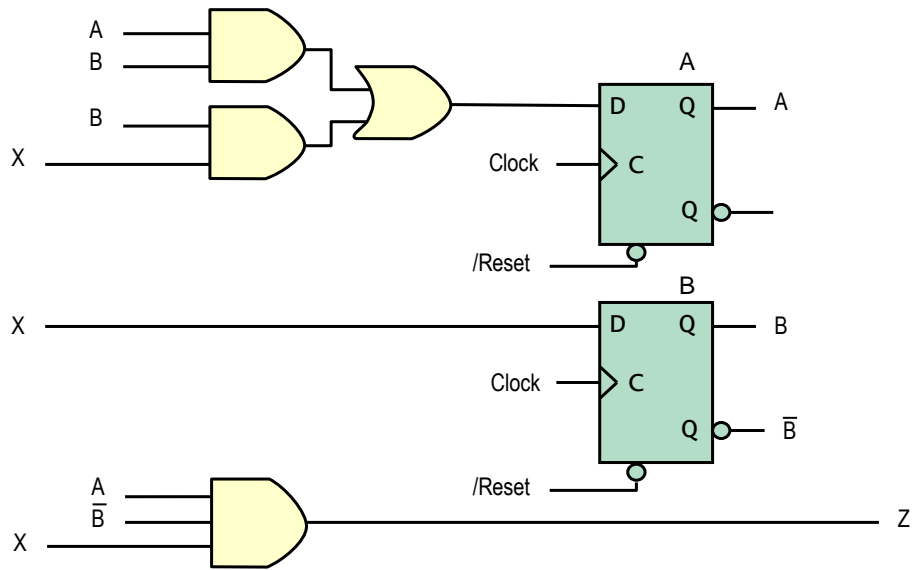 A
B
B
X
A
D Q A
Clock C
Q
/Reset
B
X
D Q B
Clock C
Q B̅
/Reset
A
B̅
X
Z